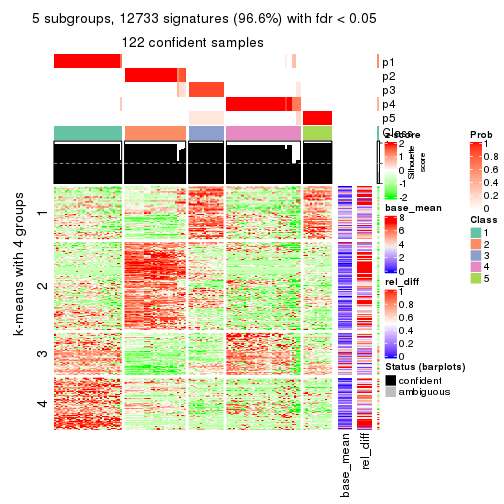 5 subgroups, 12733 signatures (96.6%) with fdr < 0.05
122 confident samples
p1
p2
p3
p4
p5
Class
k-means with 4 groups
1
2
3
4
base_mean
rel_diff
z-score
2
1
0
-1
-2
Silhouette
score
base_mean
8
6
4
2
0
rel_diff
1
0.8
0.6
0.4
0.2
0
Status (barplots)
confident
ambiguous
Prob
1
0.8
0.6
0.4
0.2
0
Class
1
2
3
4
5